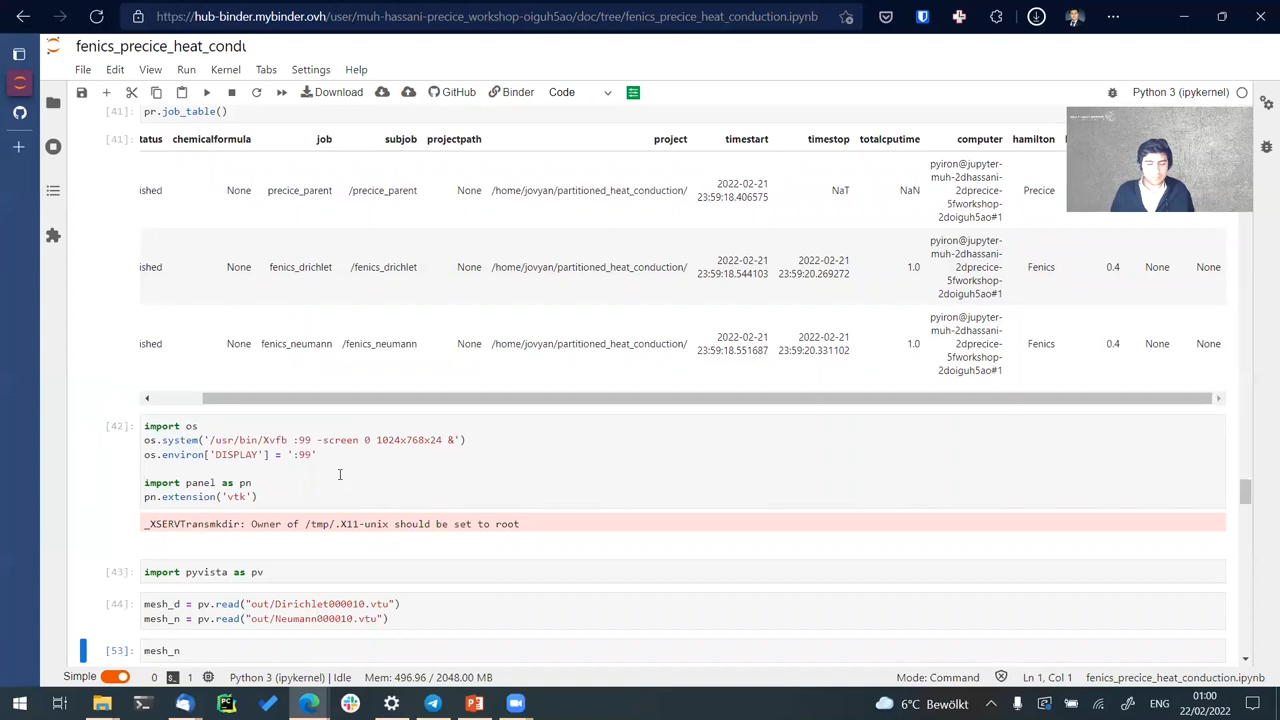 https://hub-binder.mybinder.ovh/user/muh-hassani-precice_workshop-oiguh5ao/doc/tree/fenics_precice_heat_conduction.ipynb
fenics_precice_heat_condu
File Edit View Run Kernel Tabs Settings Help
Download GitHub Binder Code Python 3 (ipykernel)
[41]: pr.job_table()
[41]: tatus chemicalformula job subjob projectpath project timestart timestop totalcputime computer hamilton
ished None precice_parent /precice_parent None /home/jovyan/partitioned_heat_conduction/ 2022-02-21 23:59:18.406575 NaT NaN pyiron@jupyter-muh-2dhassani-2dprecice-5fworkshop-2doiguh5ao#1 Precice
ished None fenics_drichlet /fenics_drichlet None /home/jovyan/partitioned_heat_conduction/ 2022-02-21 23:59:18.544103 2022-02-21 23:59:20.269272 1.0 pyiron@jupyter-muh-2dhassani-2dprecice-5fworkshop-2doiguh5ao#1 Fenics 0.4 None None
ished None fenics_neumann /fenics_neumann None /home/jovyan/partitioned_heat_conduction/ 2022-02-21 23:59:18.551687 2022-02-21 23:59:20.331102 1.0 pyiron@jupyter-muh-2dhassani-2dprecice-5fworkshop-2doiguh5ao#1 Fenics 0.4 None None
[42]: import os
os.system('/usr/bin/Xvfb :99 -screen 0 1024x768x24 &')
os.environ['DISPLAY'] = ':99'
import panel as pn
pn.extension('vtk')
_XSERVTransmkdir: Owner of /tmp/.X11-unix should be set to root
[43]: import pyvista as pv
[44]: mesh_d = pv.read("out/Dirichlet000010.vtu")
mesh_n = pv.read("out/Neumann000010.vtu")
[53]: mesh_n
Simple 0 1 Python 3 (ipykernel) | Idle Mem: 496.96 / 2048.00 MB Mode: Command Ln 1, Col 1 fenics_precice_heat_conduction.ipynb
6°C Bewölkt ENG 01:00
22/02/2022